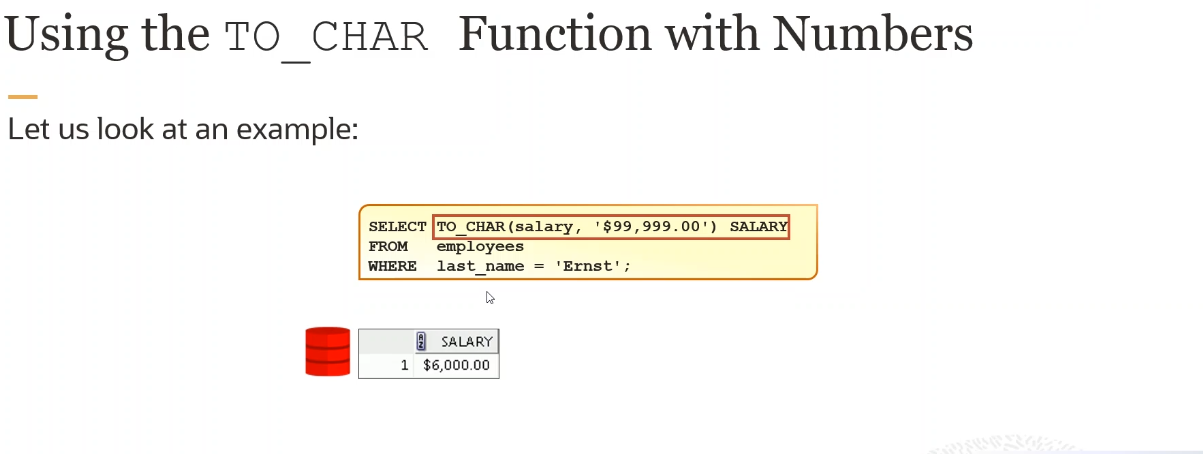 Using the TO_CHAR Function with Numbers
Let us look at an example:
SELECT TO_CHAR(salary, '$99,999.00') SALARY
FROM employees
WHERE last_name = 'Ernst';
SALARY
1 $6,000.00